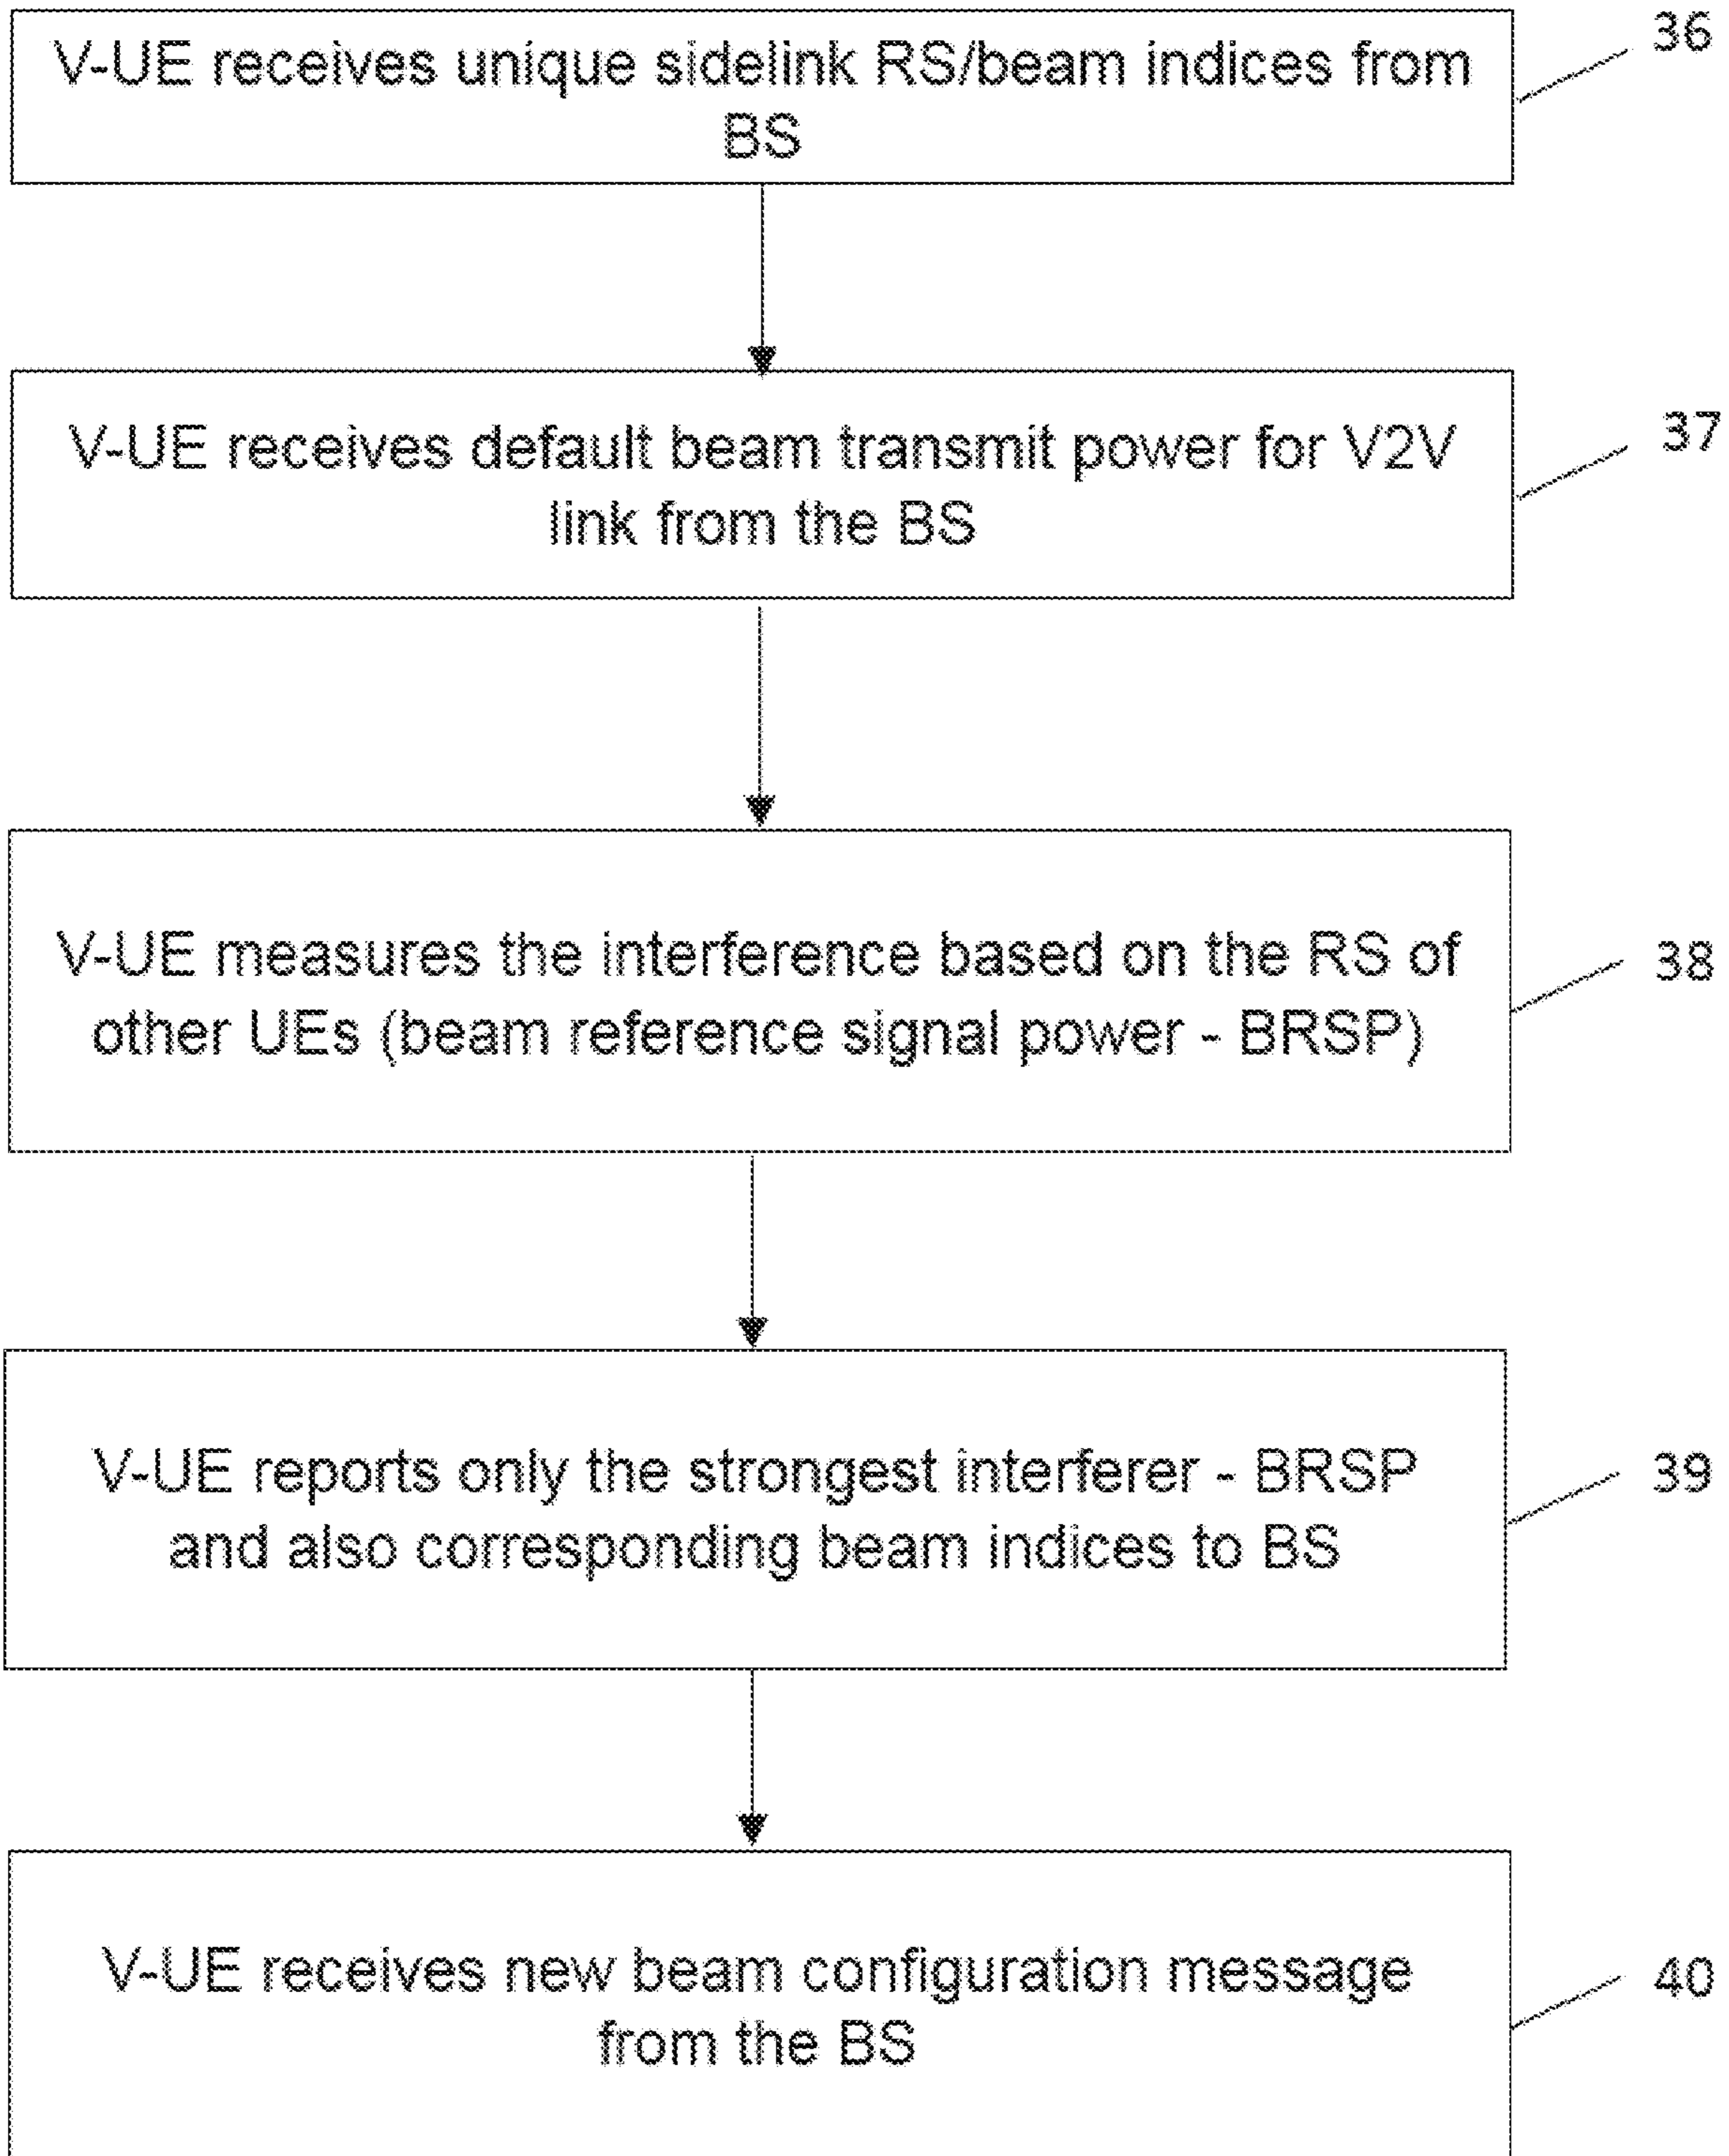 V-UE receives unique sidelink RS/beam indices from
BS
36
V-UE receives default beam transmit power for V2V
link from the BS
37
V-UE measures the interference based on the RS of
other UEs (beam reference signal power - BRSP)
38
V-UE reports only the strongest interferer - BRSP
and also corresponding beam indices to BS
39
V-UE receives new beam configuration message
from the BS
40